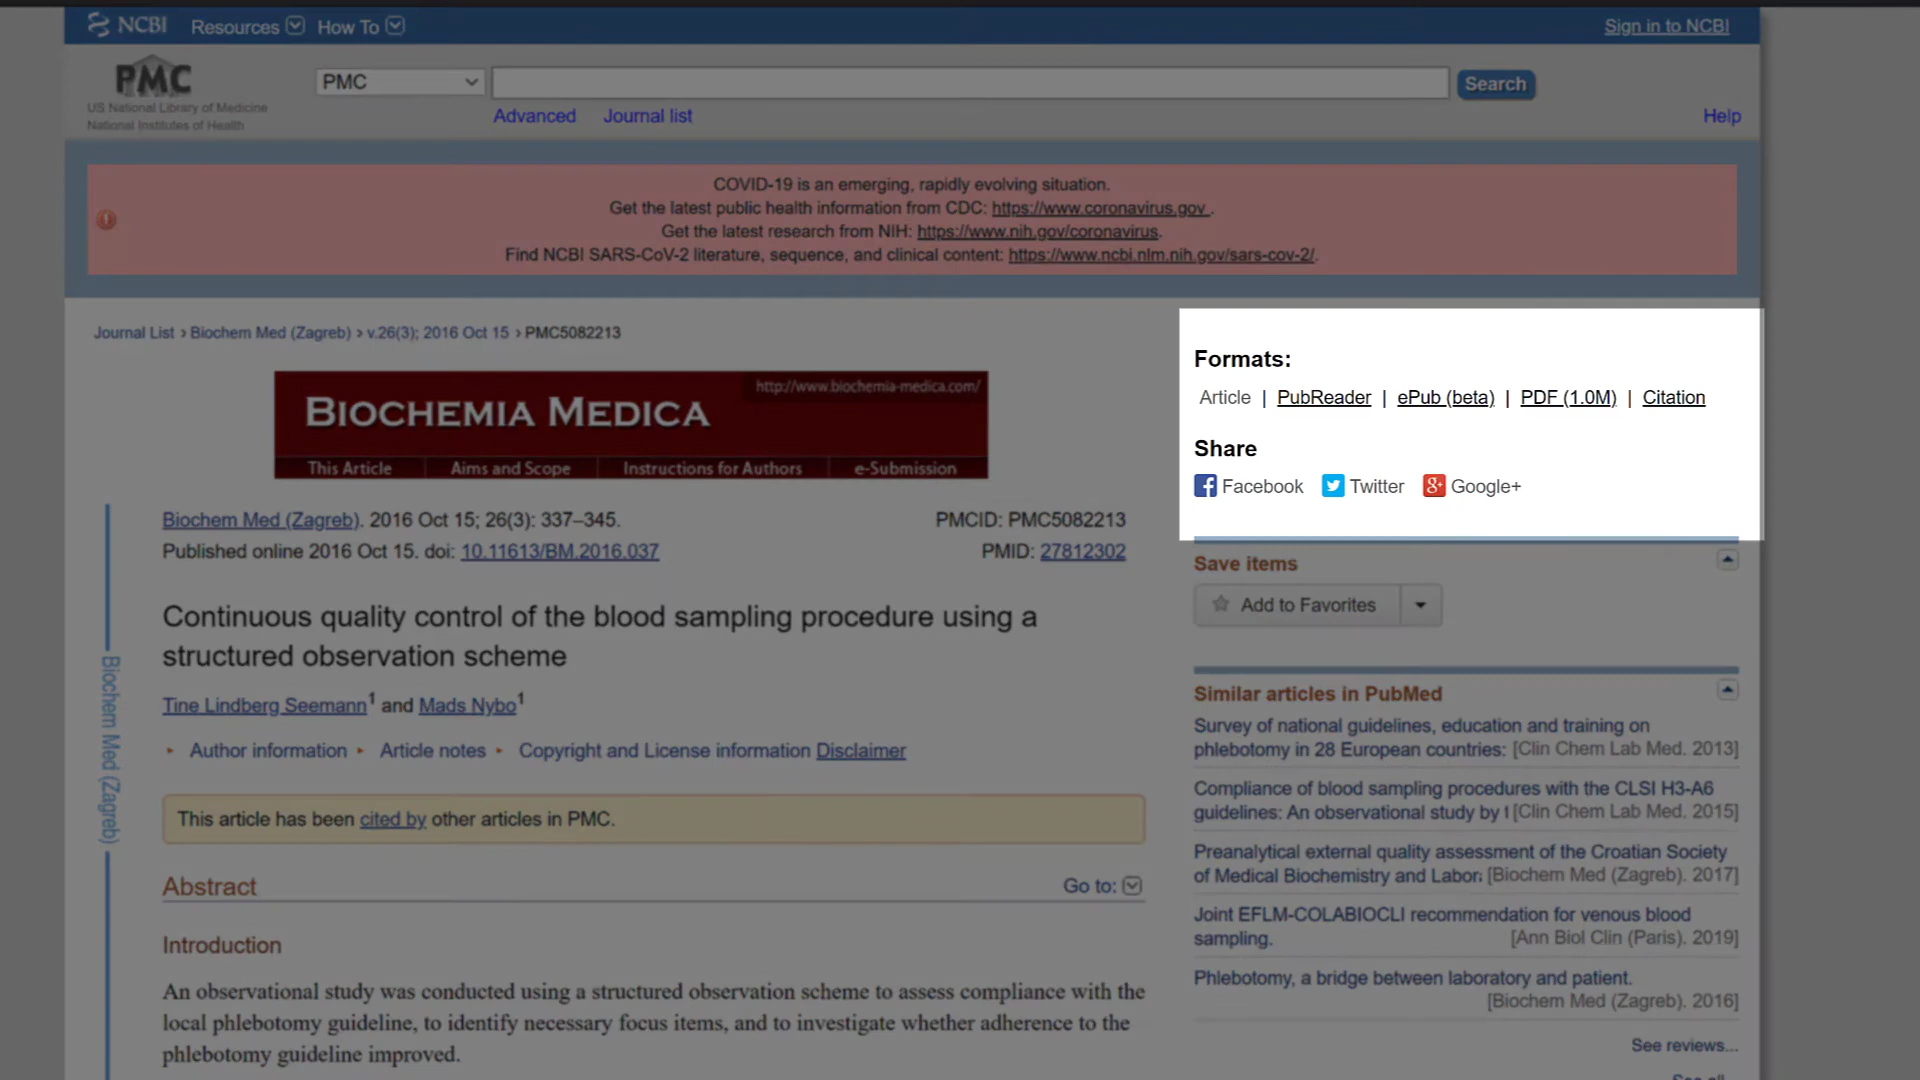 NCBI Resources How To Sign in to NCBI
PMC
US National Library of Medicine
National Institutes of Health
PMC
Search
Advanced Journal list Help
COVID-19 is an emerging, rapidly evolving situation.
Get the latest public health information from CDC: https://www.coronavirus.gov .
Get the latest research from NIH: https://www.nih.gov/coronavirus.
Find NCBI SARS-CoV-2 literature, sequence, and clinical content: https://www.ncbi.nlm.nih.gov/sars-cov-2/.
Journal List > Biochem Med (Zagreb) > v.26(3); 2016 Oct 15 > PMC5082213
http://www.biochemia-medica.com/
BIOCHEMIA MEDICA
This Article Aims and Scope Instructions for Authors e-Submission
Biochem Med (Zagreb)
Biochem Med (Zagreb). 2016 Oct 15; 26(3): 337–345. PMCID: PMC5082213
Published online 2016 Oct 15. doi: 10.11613/BM.2016.037 PMID: 27812302
Continuous quality control of the blood sampling procedure using a
structured observation scheme
Tine Lindberg Seemann1 and Mads Nybo1
Author information Article notes Copyright and License information Disclaimer
This article has been cited by other articles in PMC.
Abstract Go to:
Introduction
An observational study was conducted using a structured observation scheme to assess compliance with the
local phlebotomy guideline, to identify necessary focus items, and to investigate whether adherence to the
phlebotomy guideline improved.
Formats:
Article | PubReader | ePub (beta) | PDF (1.0M) | Citation
Share
Facebook Twitter Google+
Save items
Add to Favorites
Similar articles in PubMed
Survey of national guidelines, education and training on
phlebotomy in 28 European countries: [Clin Chem Lab Med. 2013]
Compliance of blood sampling procedures with the CLSI H3-A6
guidelines: An observational study by [Clin Chem Lab Med. 2015]
Preanalytical external quality assessment of the Croatian Society
of Medical Biochemistry and Labor [Biochem Med (Zagreb). 2017]
Joint EFLM-COLABIOCLI recommendation for venous blood
sampling. [Ann Biol Clin (Paris). 2019]
Phlebotomy, a bridge between laboratory and patient.
[Biochem Med (Zagreb). 2016]
See reviews...